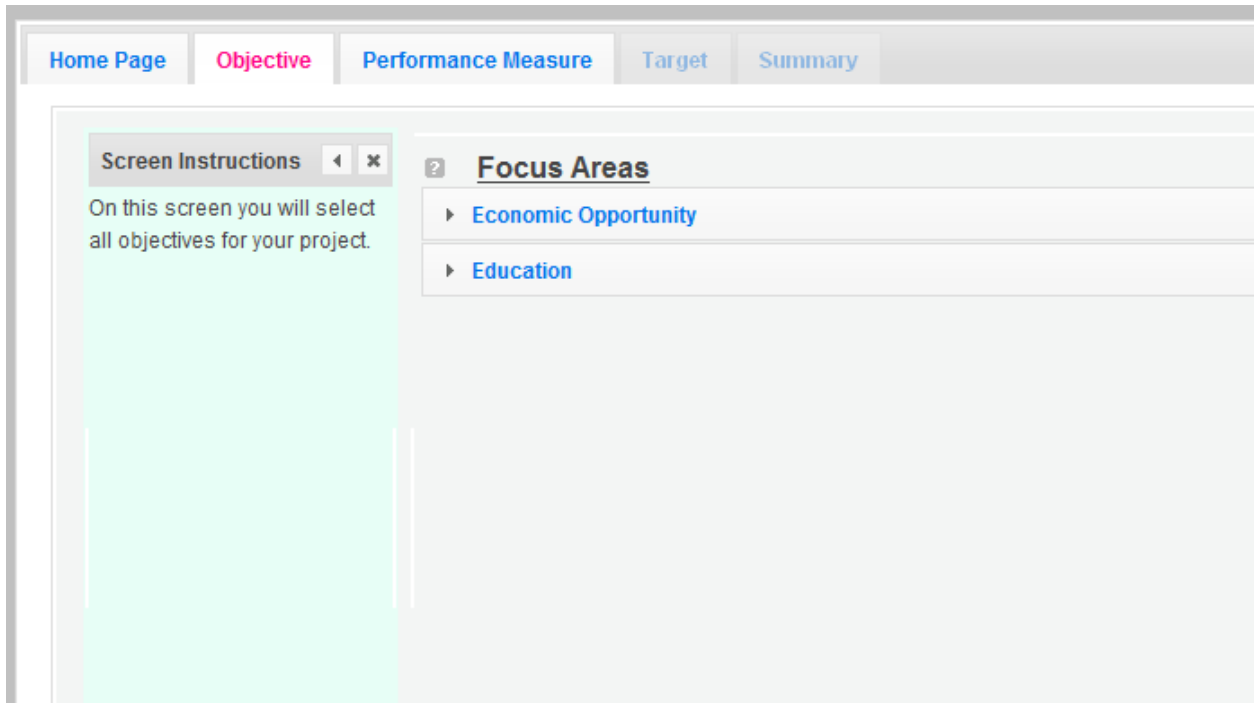 Home Page Objective Performance Measure Target Summary
Screen Instructions
On this screen you will select
all objectives for your project.
? Focus Areas
Economic Opportunity
Education